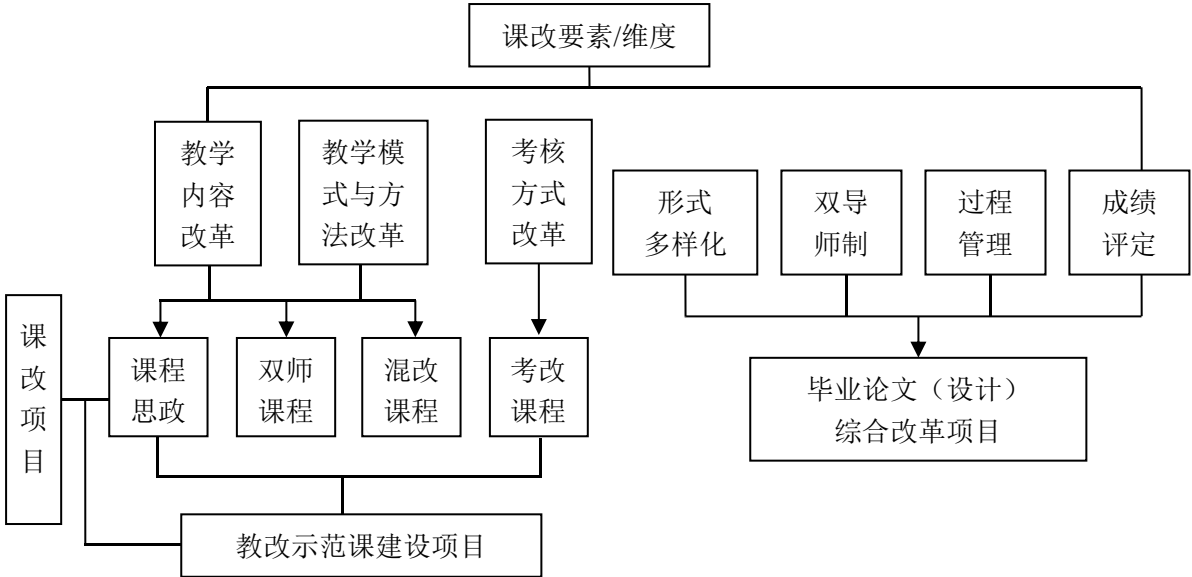 课改要素/维度
教学
内容
改革
教学模
式与方
法改革
考核
方式
改革
形式
多样化
双导
师制
过程
管理
成绩
评定
课
改
项
目
课程
思政
双师
课程
混改
课程
考改
课程
毕业论文（设计）
综合改革项目
教改示范课建设项目